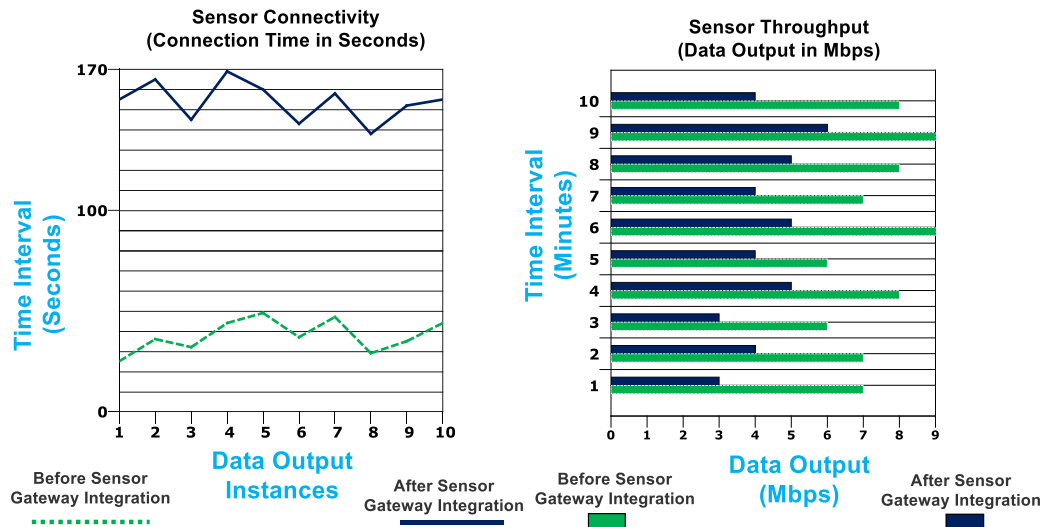 Sensor Connectivity
(Connection Time in Seconds)
170
100
0
Time Interval
(Seconds)
1 2 3 4 5 6 7 8 9 10
Data Output
Instances
Before Sensor
Gateway Integration
After Sensor
Gateway Integration
Sensor Throughput
(Data Output in Mbps)
10
9
8
7
6
5
4
3
2
1
Time Interval
(Minutes)
0 1 2 3 4 5 6 7 8 9
Data Output
(Mbps)
Before Sensor
Gateway Integration
After Sensor
Gateway Integration